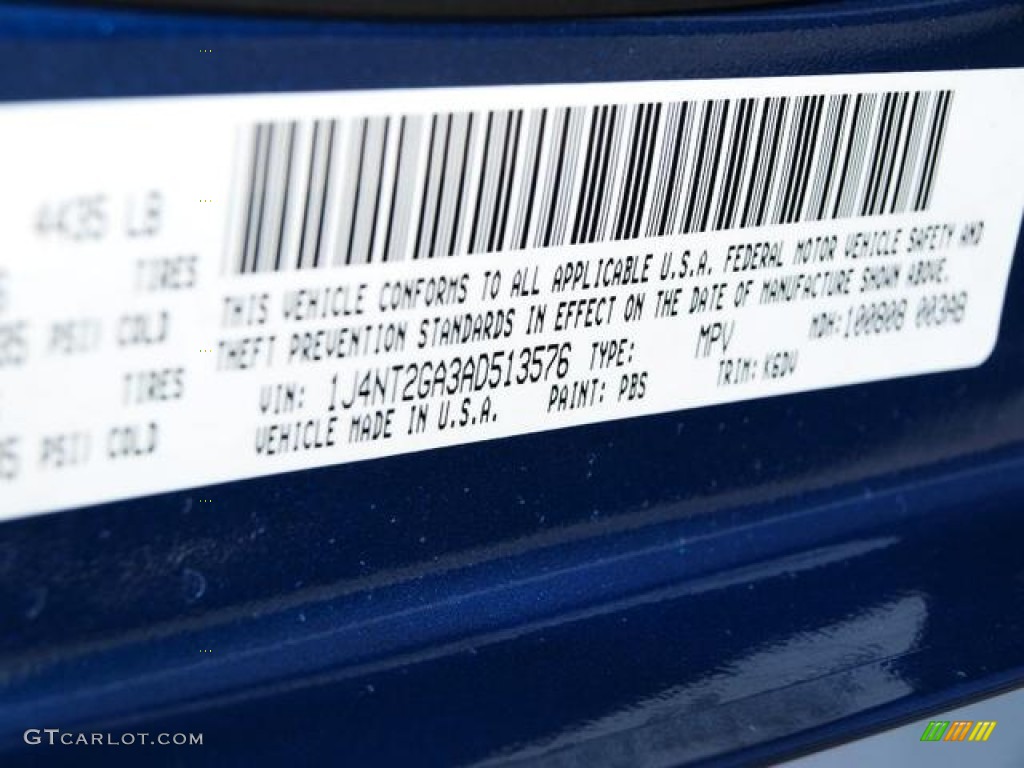 4435 LB
TIRES
PSI) COLD
TIRES
PSI) COLD
THIS VEHICLE CONFORMS TO ALL APPLICABLE U.S.A. FEDERAL MOTOR VEHICLE SAFETY AND
THEFT PREVENTION STANDARDS IN EFFECT ON THE DATE OF MANUFACTURE SHOWN ABOVE.
VIN: 1J4NT2GA3AD513576 TYPE: MPV MDH:100808 003AB
VEHICLE MADE IN U.S.A. PAINT: PBS TRIM: K6DV
GTCARLOT.COM